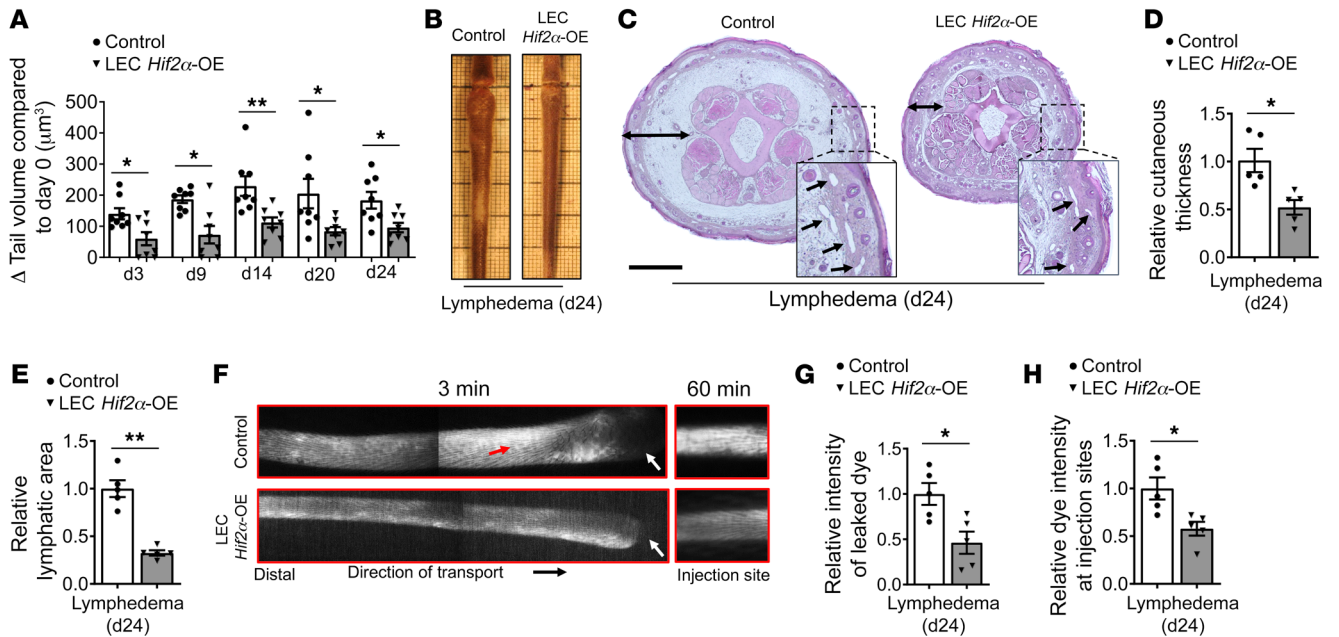 A
Control
LEC Hif2α-OE
Δ Tail volume compared
to day 0 (µm³)
500
400
300
200
100
0
*
*
**
*
*
d3
d9
d14
d20
d24
B
Control
LEC
Hif2α-OE
Lymphedema (d24)
C
Control
LEC Hif2α-OE
Lymphedema (d24)
D
Control
LEC Hif2α-OE
Relative cutaneous
thickness
1.5
1.0
0.5
0.0
*
Lymphedema
(d24)
E
Control
LEC Hif2α-OE
Relative
lymphatic area
1.5
1.0
0.5
0.0
**
Lymphedema
(d24)
F
3 min
60 min
Control
LEC
Hif2α-OE
Distal
Direction of transport
Injection site
G
Control
LEC Hif2α-OE
Relative intensity
of leaked dye
1.5
1.0
0.5
0.0
*
Lymphedema
(d24)
H
Control
LEC Hif2α-OE
Relative dye intensity
at injection sites
1.5
1.0
0.5
0.0
*
Lymphedema
(d24)